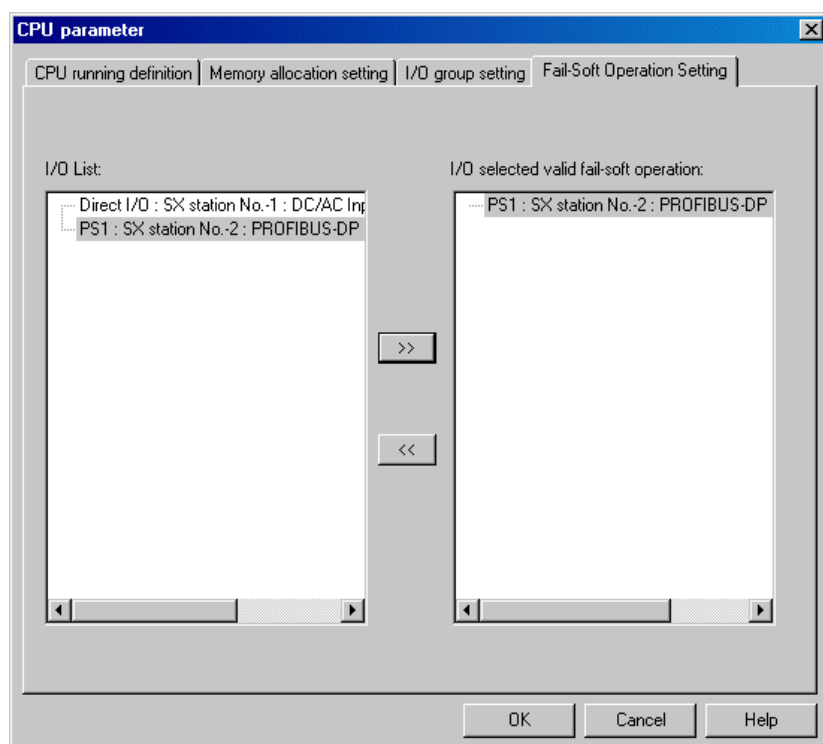 CPU parameter
CPU running definition Memory allocation setting I/O group setting Fail-Soft Operation Setting
I/O List: I/O selected valid fail-soft operation:
Direct I/O : SX station No.-1 : DC/AC Inp PS1 : SX station No.-2 : PROFIBUS-DP
PS1 : SX station No.-2 : PROFIBUS-DP
>>
<<
OK Cancel Help